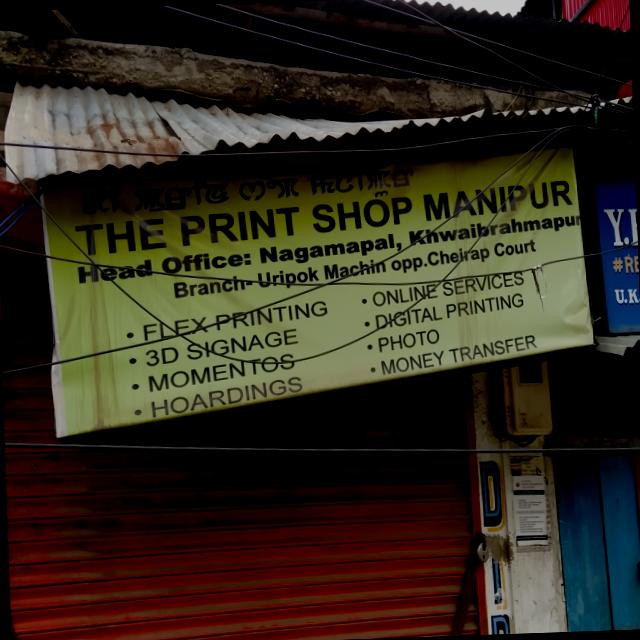 THE PRINT SHOP MANIPUR
Head Office: Nagamapal, Khwaibrahmapur
Branch- Uripok Machin opp.Cheirap Court
• FLEX PRINTING
• 3D SIGNAGE
• MOMENTOS
• HOARDINGS
• ONLINE SERVICES
• DIGITAL PRINTING
• PHOTO
• MONEY TRANSFER